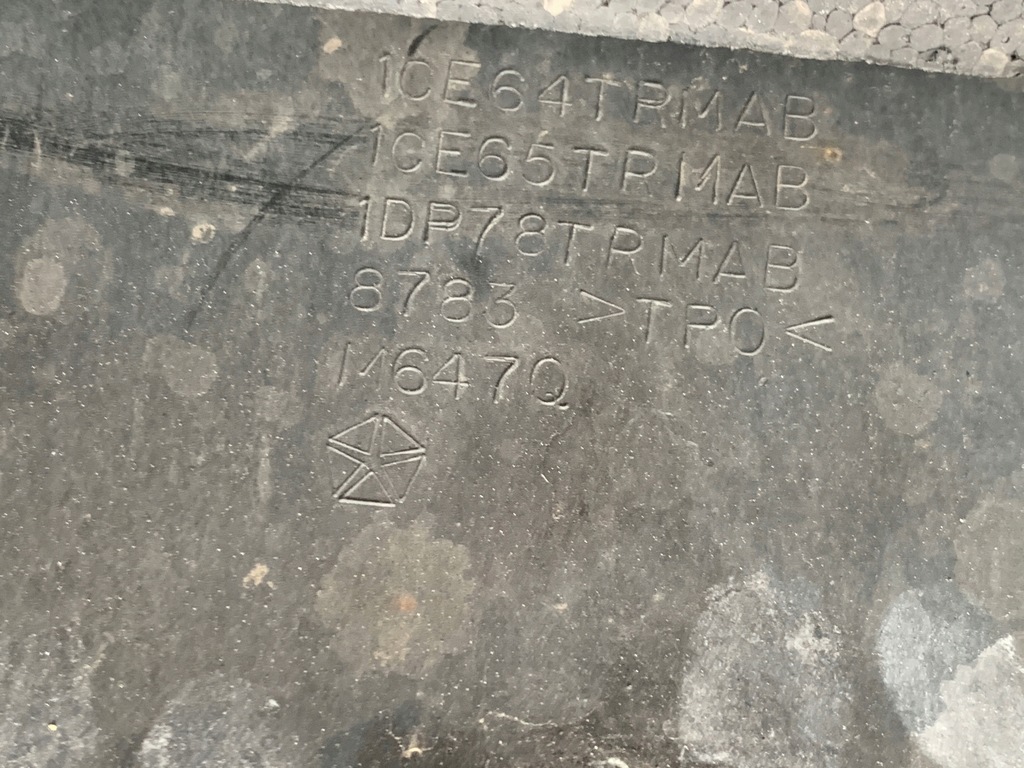 1CE64TRMAB
1CE65TRMAB
1DP78TRMAB
8783 >TPO<
M647Q